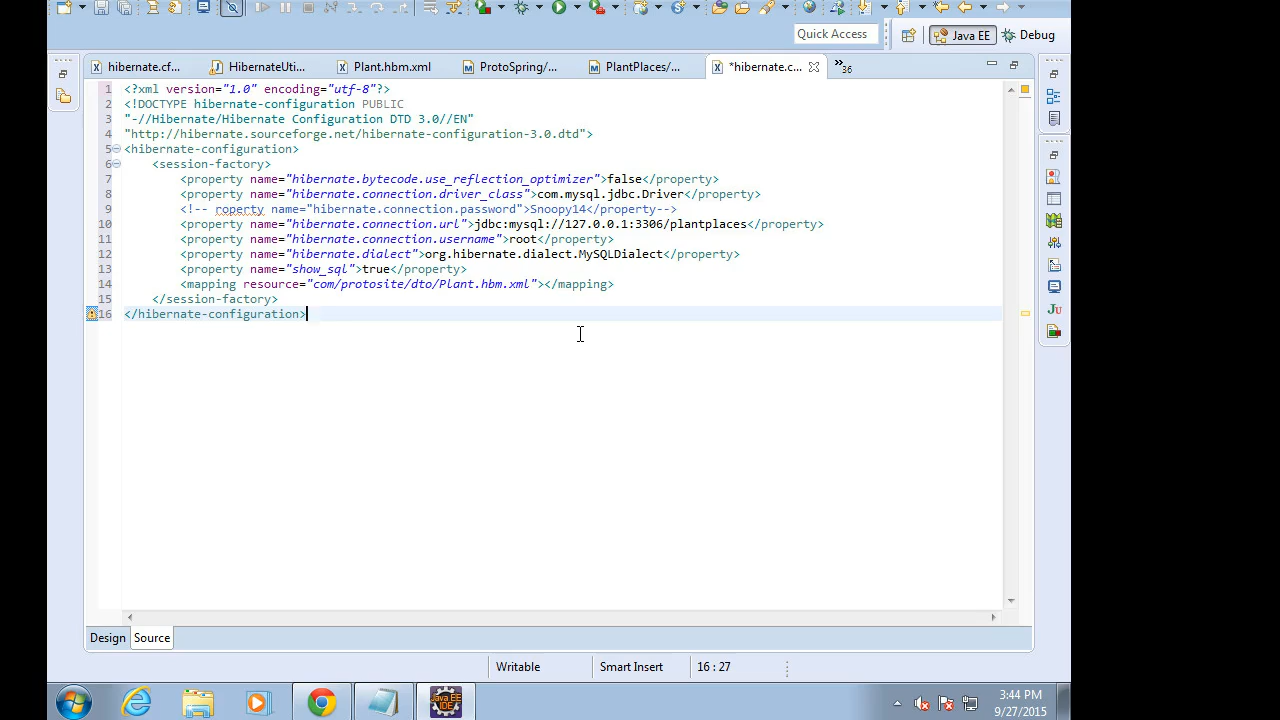 Quick Access
Java EE
Debug
hibernate.cf...
HibernateUti...
Plant.hbm.xml
ProtoSpring/...
PlantPlaces/...
*hibernate.c...
»36
1 <?xml version="1.0" encoding="utf-8"?>
2 <!DOCTYPE hibernate-configuration PUBLIC
3 "-//Hibernate/Hibernate Configuration DTD 3.0//EN"
4 "http://hibernate.sourceforge.net/hibernate-configuration-3.0.dtd">
5 <hibernate-configuration>
6 <session-factory>
7 <property name="hibernate.bytecode.use_reflection_optimizer">false</property>
8 <property name="hibernate.connection.driver_class">com.mysql.jdbc.Driver</property>
9 <!-- roperty name="hibernate.connection.password">Snoopy14</property-->
10 <property name="hibernate.connection.url">jdbc:mysql://127.0.0.1:3306/plantplaces</property>
11 <property name="hibernate.connection.username">root</property>
12 <property name="hibernate.dialect">org.hibernate.dialect.MySQLDialect</property>
13 <property name="show_sql">true</property>
14 <mapping resource="com/protosite/dto/Plant.hbm.xml"></mapping>
15 </session-factory>
16 </hibernate-configuration>
Ju
Design
Source
Writable
Smart Insert
16 : 27
Java EE
IDE
3:44 PM
9/27/2015